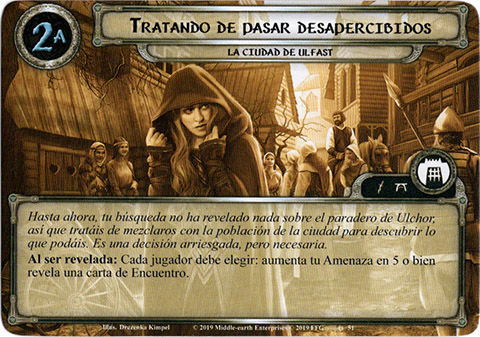 2A
TRATANDO DE PASAR DESAPERCIBIDOS
LA CIUDAD DE ULFAST
Hasta ahora, tu búsqueda no ha revelado nada sobre el paradero de Ulchor,
así que tratáis de mezclaros con la población de la ciudad para descubrir lo
que podáis. Es una decisión arriesgada, pero necesaria.
Al ser revelada: Cada jugador debe elegir: aumenta tu Amenaza en 5 o bien
revela una carta de Encuentro.
Illus. Drazenka Kimpel © 2019 Middle-earth Enterprises 2019 51